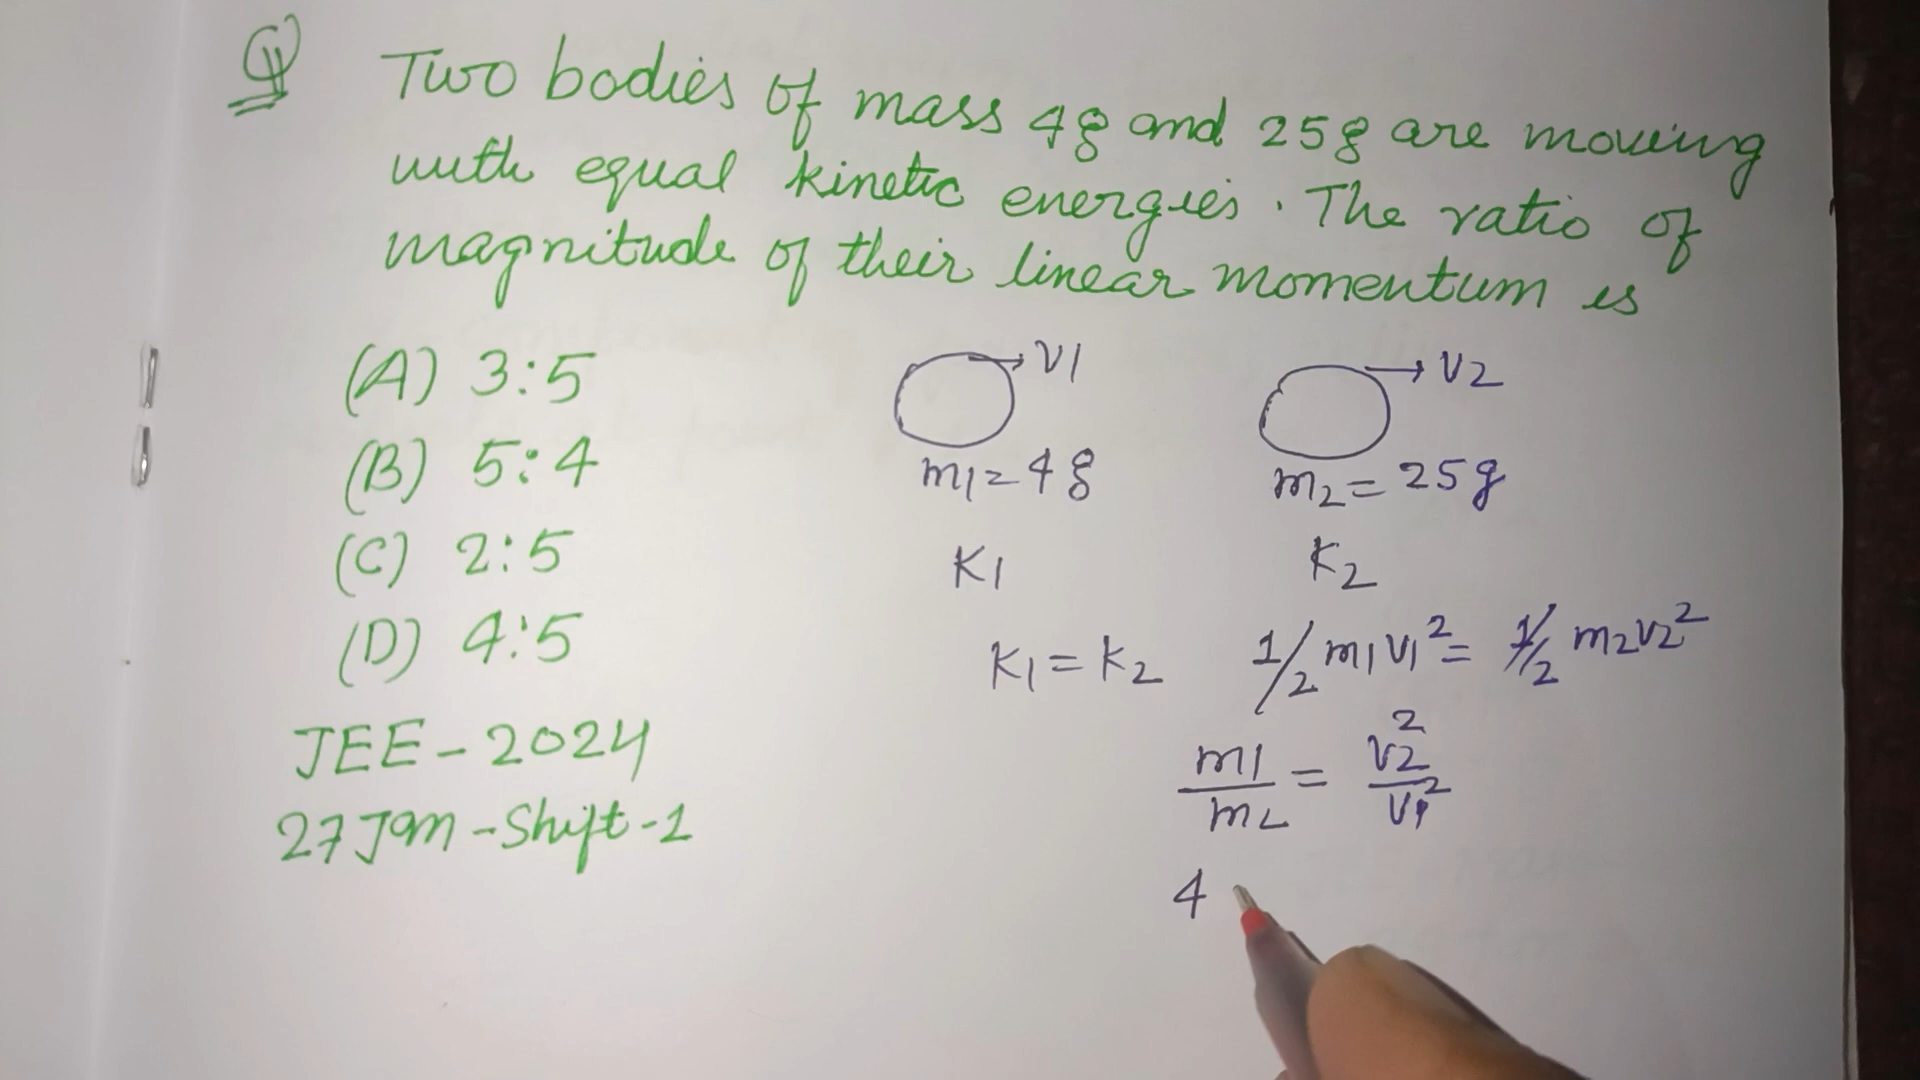 Q
Two bodies of mass 4g and 25g are moving
with equal kinetic energies. The ratio of
magnitude of their linear momentum is
(A) 3:5
(B) 5:4
(C) 2:5
(D) 4:5
JEE-2024
27 Jan-Shift-1
v1
v2
m1=4g
m2=25g
K1
K2
K1=K2
1/2 m1v1²= 1/2 m2v2²
m1/m2 = v2²/v1²
4